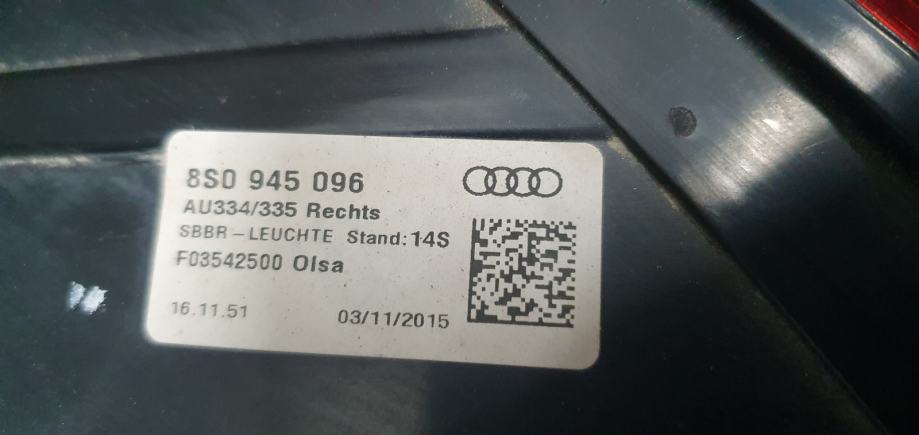 8S0 945 096
AU334/335 Rechts
SBBR-LEUCHTE Stand:14S
F03542500 Olsa
16.11.51 03/11/2015